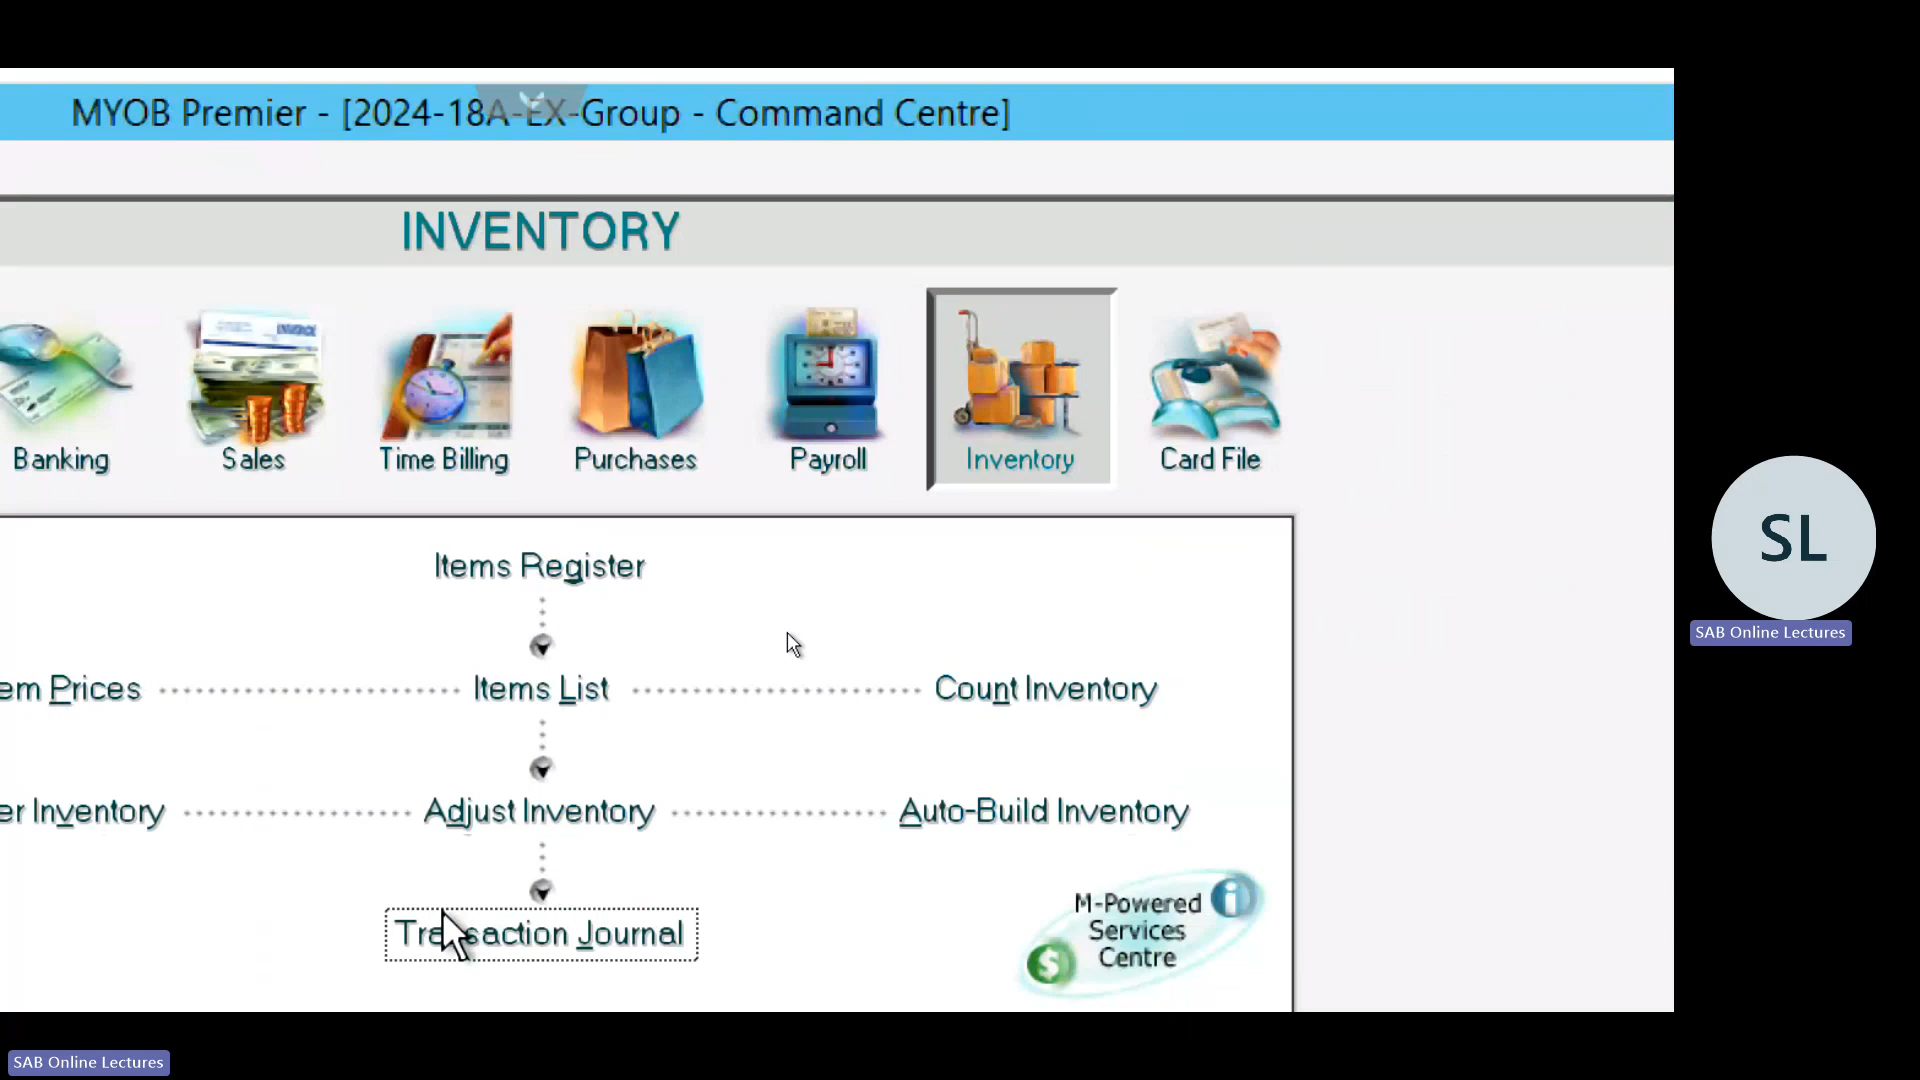 MYOB Premier - [2024-18A-EX-Group - Command Centre]
INVENTORY
Banking Sales Time Billing Purchases Payroll Inventory Card File
Items Register
em Prices Items List Count Inventory
er Inventory Adjust Inventory Auto-Build Inventory
Transaction Journal
M-Powered
Services
Centre
SL
SAB Online Lectures
SAB Online Lectures